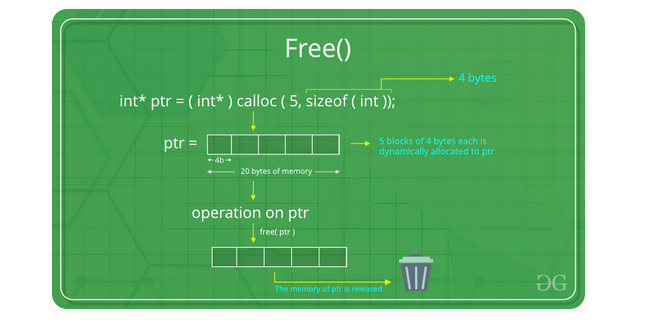 Free()
4 bytes
int* ptr = ( int* ) calloc ( 5, sizeof ( int ));
ptr =
5 blocks of 4 bytes each is
dynamically allocated to ptr
4b
20 bytes of memory
operation on ptr
free( ptr )
The memory of ptr is released